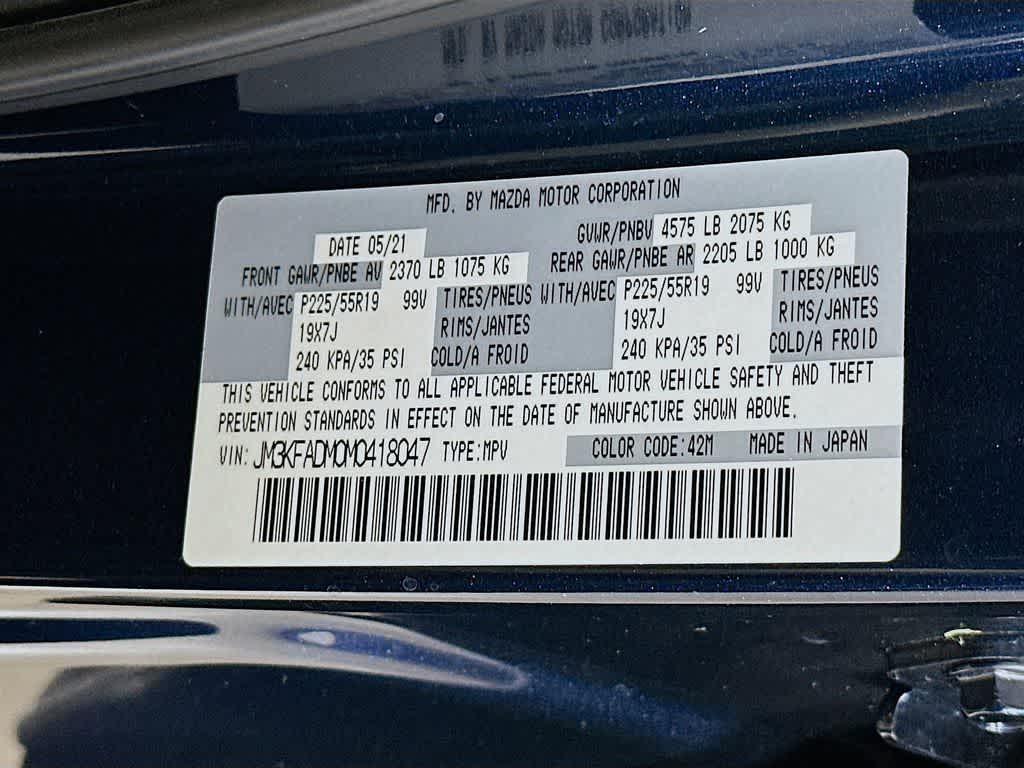 MFD. BY MAZDA MOTOR CORPORATION
DATE 05/21 GVWR/PNBV 4575 LB 2075 KG
FRONT GAWR/PNBE AV 2370 LB 1075 KG REAR GAWR/PNBE AR 2205 LB 1000 KG
WITH/AVEC P225/55R19 99V TIRES/PNEUS WITH/AVEC P225/55R19 99V TIRES/PNEUS
19X7J RIMS/JANTES 19X7J RIMS/JANTES
240 KPA/35 PSI COLD/A FROID 240 KPA/35 PSI COLD/A FROID
THIS VEHICLE CONFORMS TO ALL APPLICABLE FEDERAL MOTOR VEHICLE SAFETY AND THEFT
PREVENTION STANDARDS IN EFFECT ON THE DATE OF MANUFACTURE SHOWN ABOVE.
VIN: JM3KFADM0M0418047 TYPE:MPV COLOR CODE:42M MADE IN JAPAN